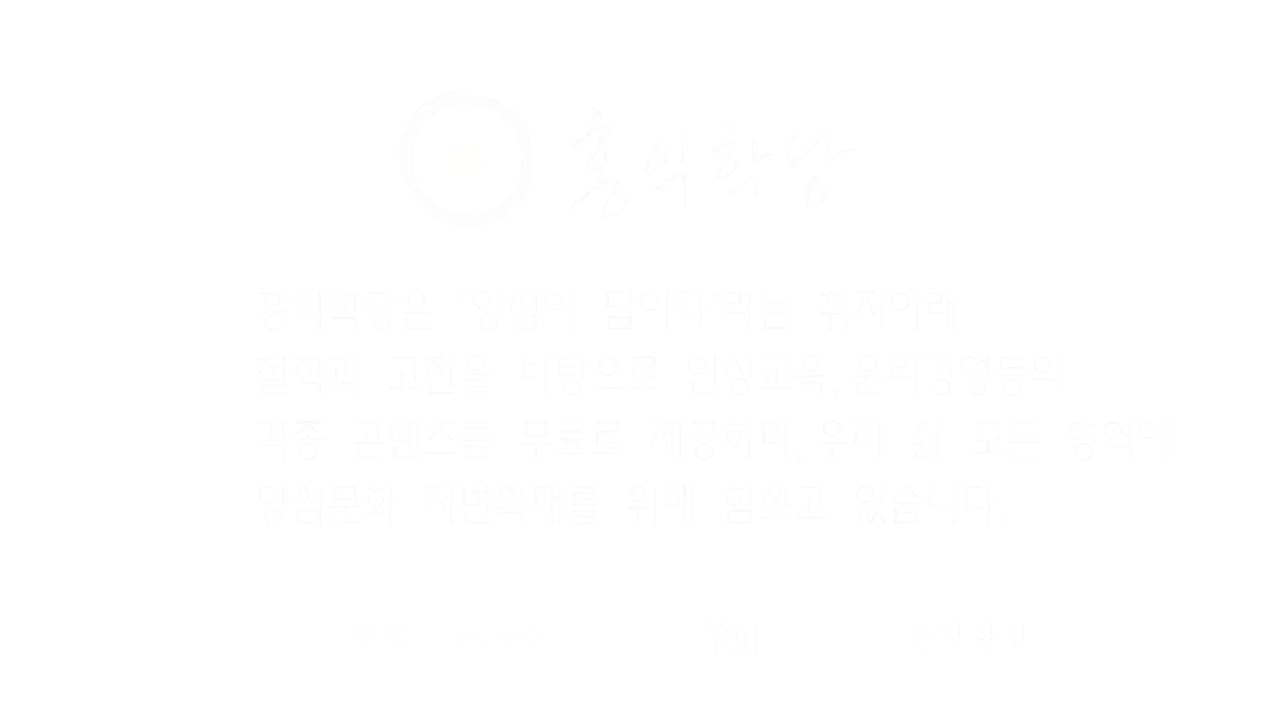 홍익학당
홍익학당은 '양심이 답이다'라는 취지아래
철학과 고전을 바탕으로 인성교육, 윤리경영등의
각종 콘텐츠를 무료로 제공하며, 우리 삶 모든 영역에
양심문화 저변확대를 위해 힘쓰고 있습니다.